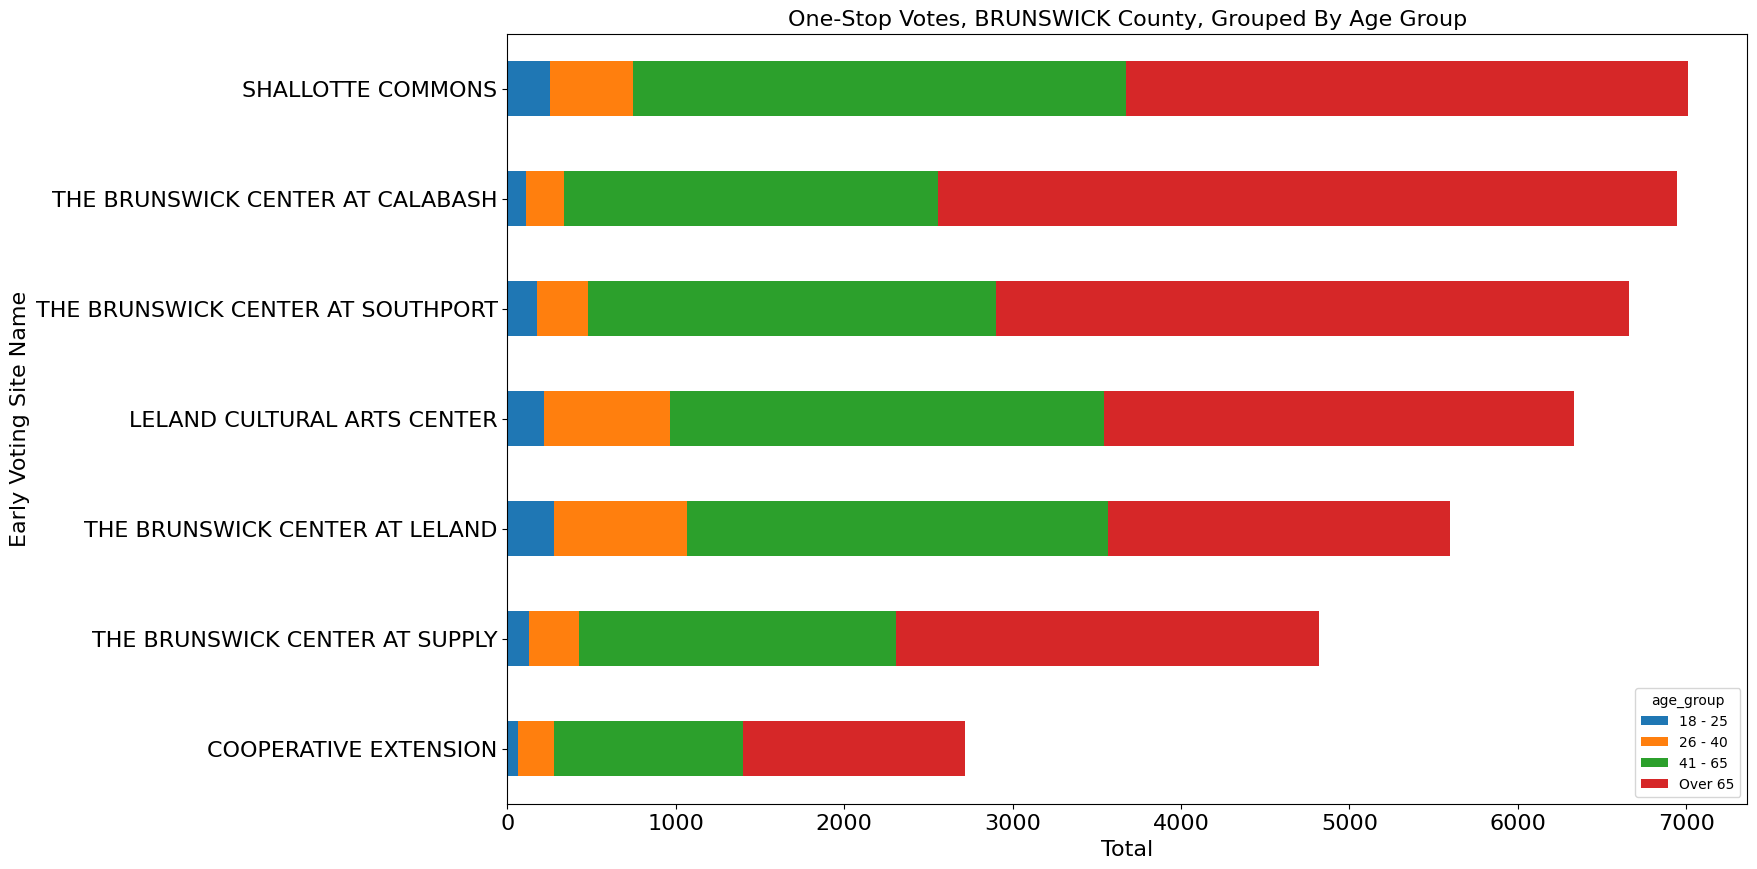 One-Stop Votes, BRUNSWICK County, Grouped By Age Group
Early Voting Site Name
SHALLOTTE COMMONS
THE BRUNSWICK CENTER AT CALABASH
THE BRUNSWICK CENTER AT SOUTHPORT
LELAND CULTURAL ARTS CENTER
THE BRUNSWICK CENTER AT LELAND
THE BRUNSWICK CENTER AT SUPPLY
COOPERATIVE EXTENSION
age_group
18 - 25
26 - 40
41 - 65
Over 65
0 1000 2000 3000 4000 5000 6000 7000
Total